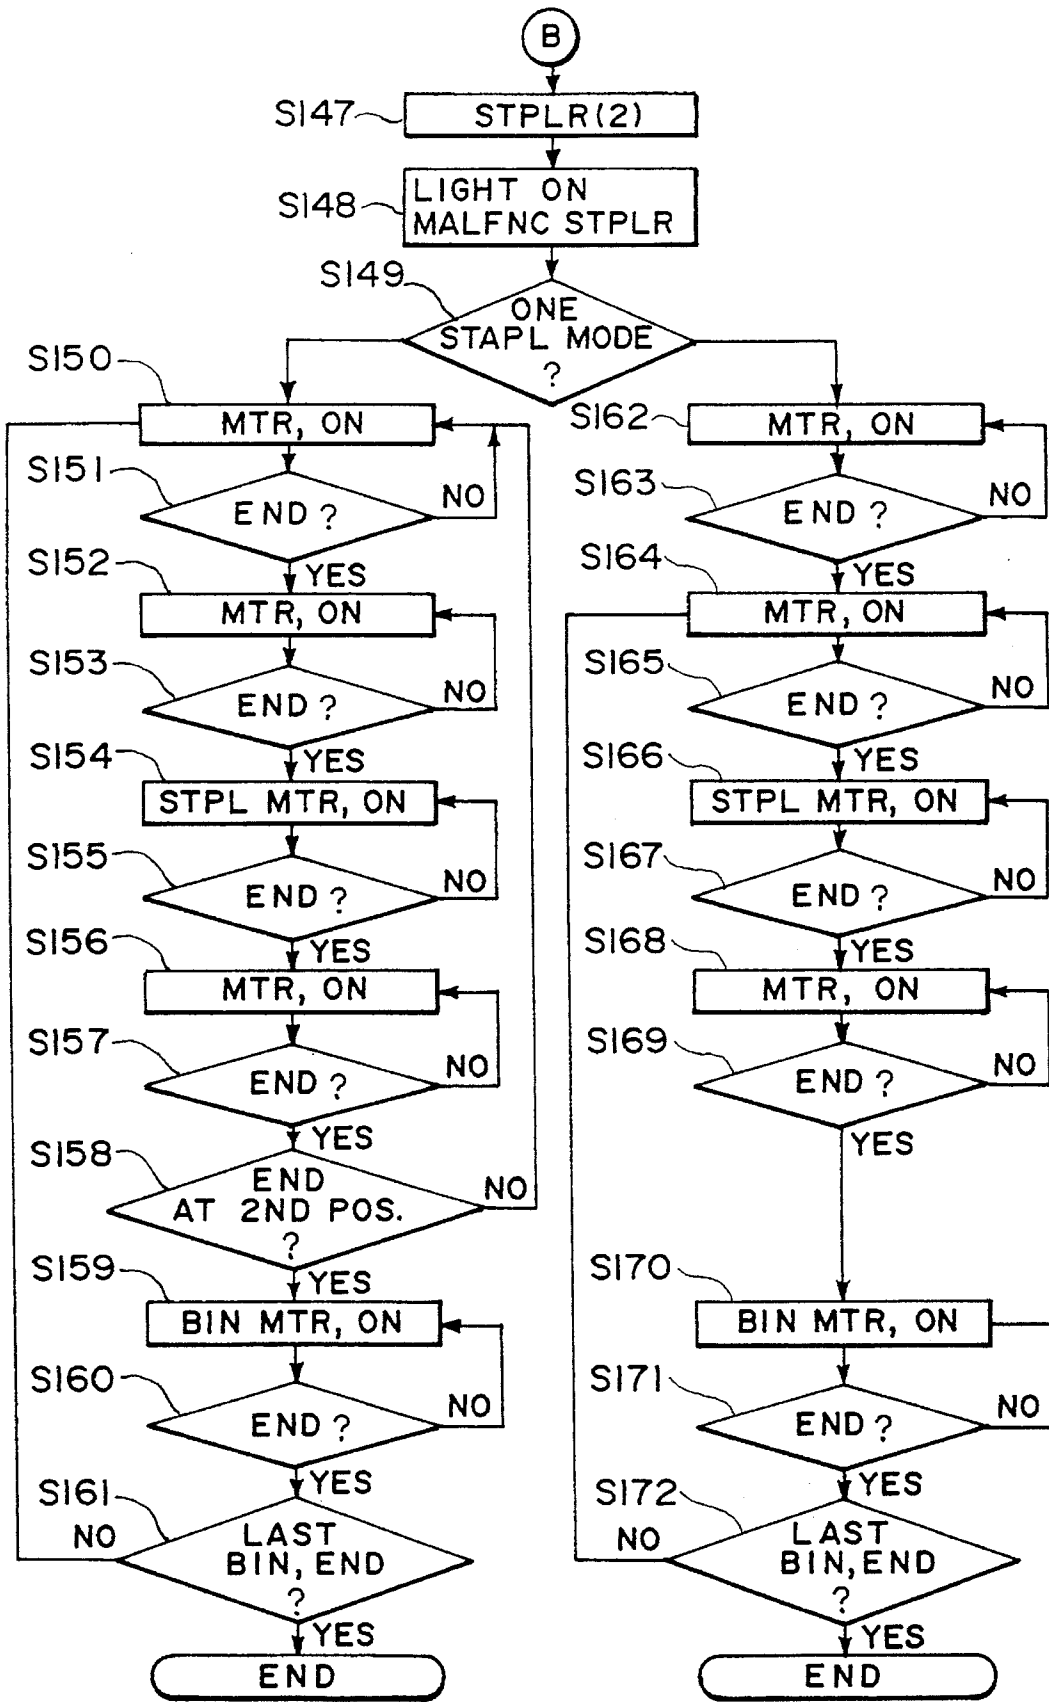 B
S147
STPLR(2)
S148
LIGHT ON
MALFNC STPLR
S149
ONE
STAPL MODE
?
S150
MTR, ON
S151
END ?
NO
YES
S152
MTR, ON
S153
END ?
NO
YES
S154
STPL MTR, ON
S155
END ?
NO
YES
S156
MTR, ON
S157
END ?
NO
YES
S158
END
AT 2ND POS.
?
NO
YES
S159
BIN MTR, ON
S160
END ?
NO
YES
S161
NO
LAST
BIN, END
?
YES
END
S162
MTR, ON
S163
END ?
NO
YES
S164
MTR, ON
S165
END ?
NO
YES
S166
STPL MTR, ON
S167
END ?
NO
YES
S168
MTR, ON
S169
END ?
NO
YES
S170
BIN MTR, ON
S171
END ?
NO
YES
S172
NO
LAST
BIN, END
?
YES
END